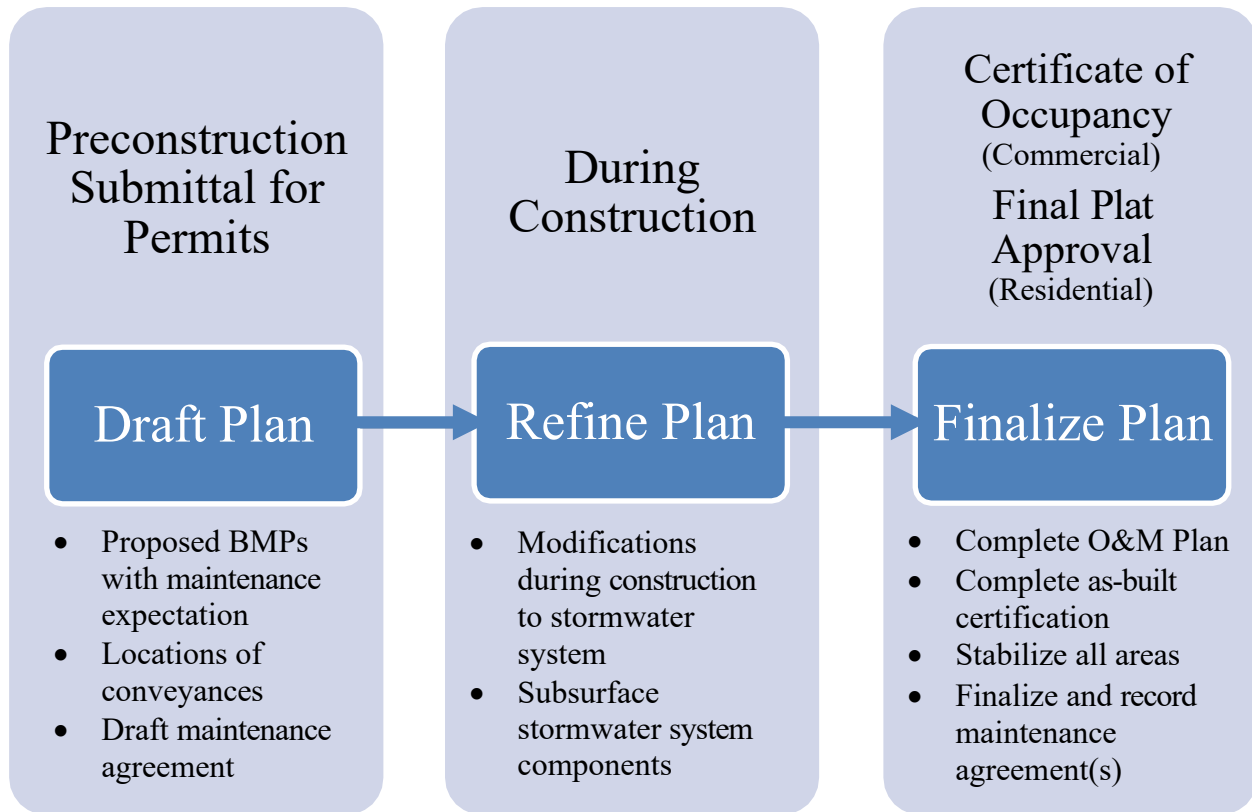 Preconstruction
Submittal for
Permits
Draft Plan
• Proposed BMPs
with maintenance
expectation
• Locations of
conveyances
• Draft maintenance
agreement
During
Construction
Refine Plan
• Modifications
during construction
to stormwater
system
• Subsurface
stormwater system
components
Certificate of
Occupancy
(Commercial)
Final Plat
Approval
(Residential)
Finalize Plan
• Complete O&M Plan
• Complete as-built
certification
• Stabilize all areas
• Finalize and record
maintenance
agreement(s)